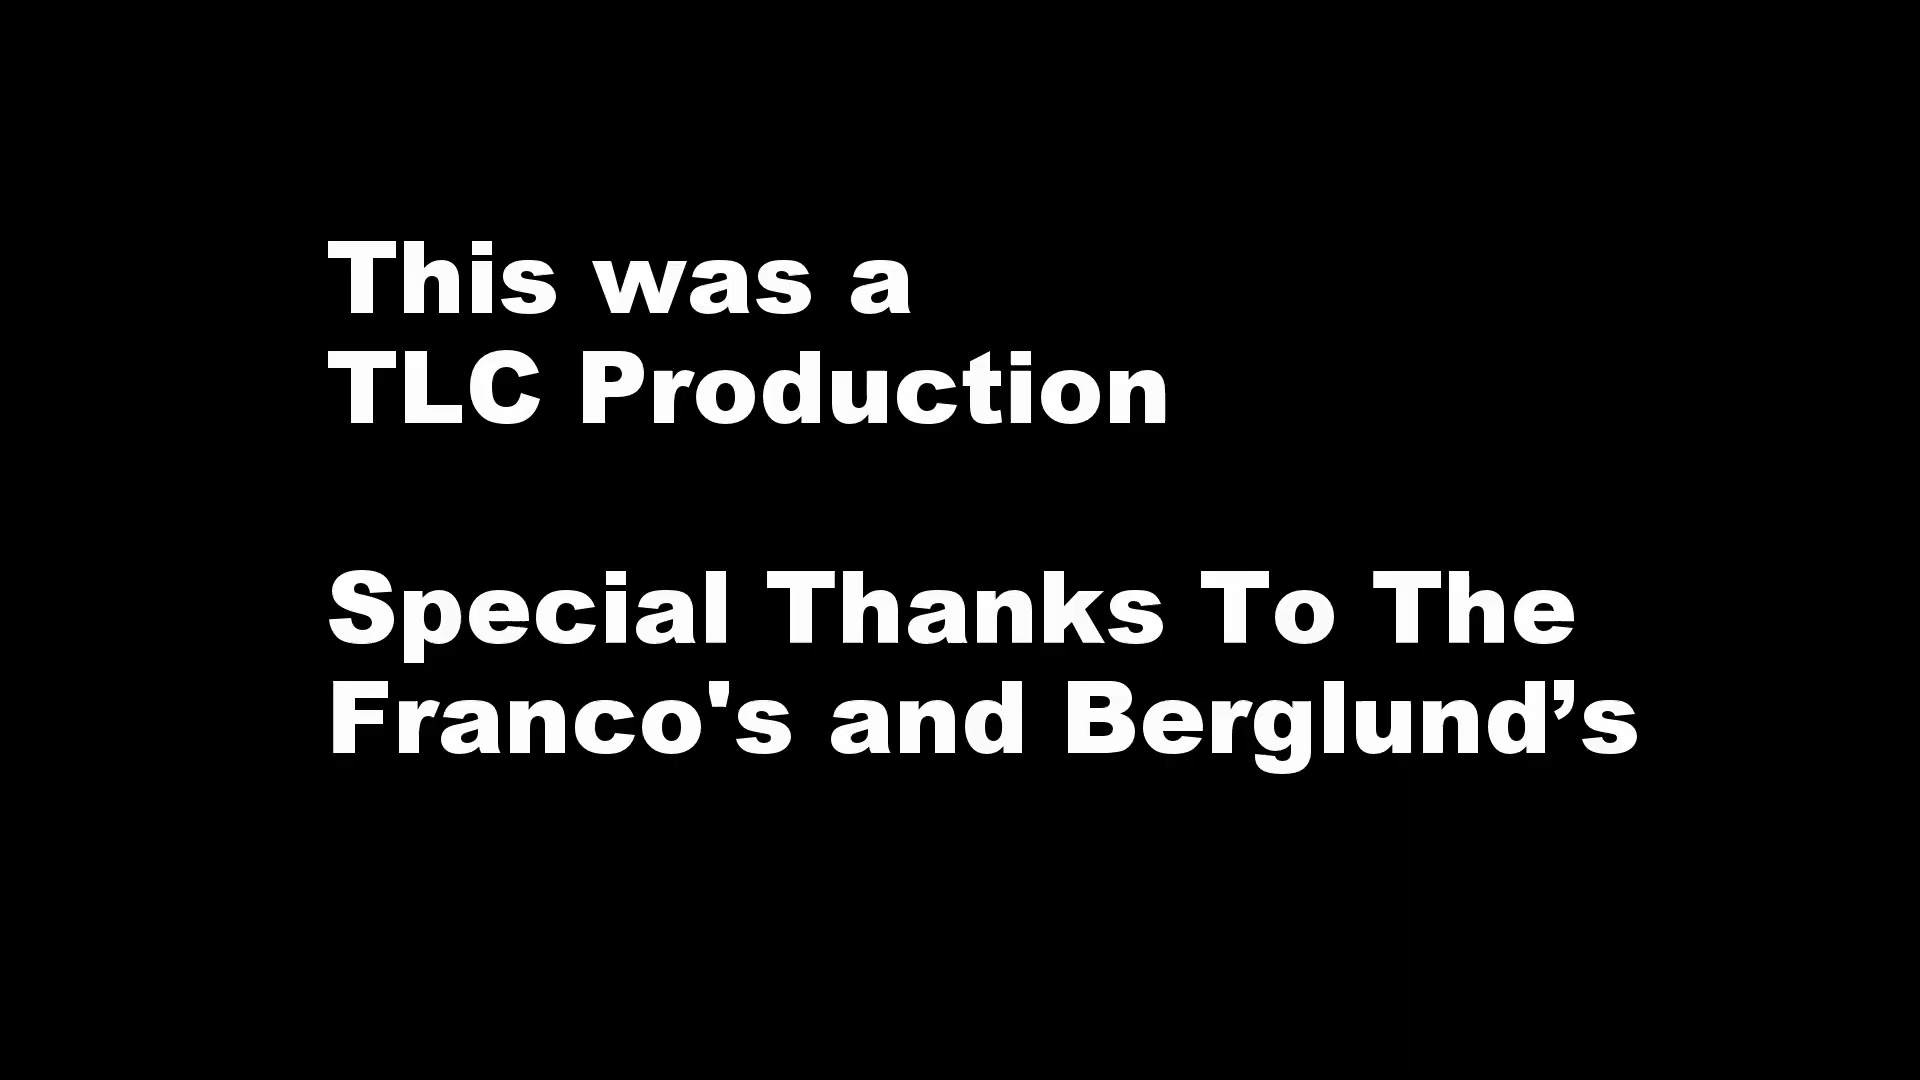 This was a
TLC Production
Special Thanks To The
Franco's and Berglund’s